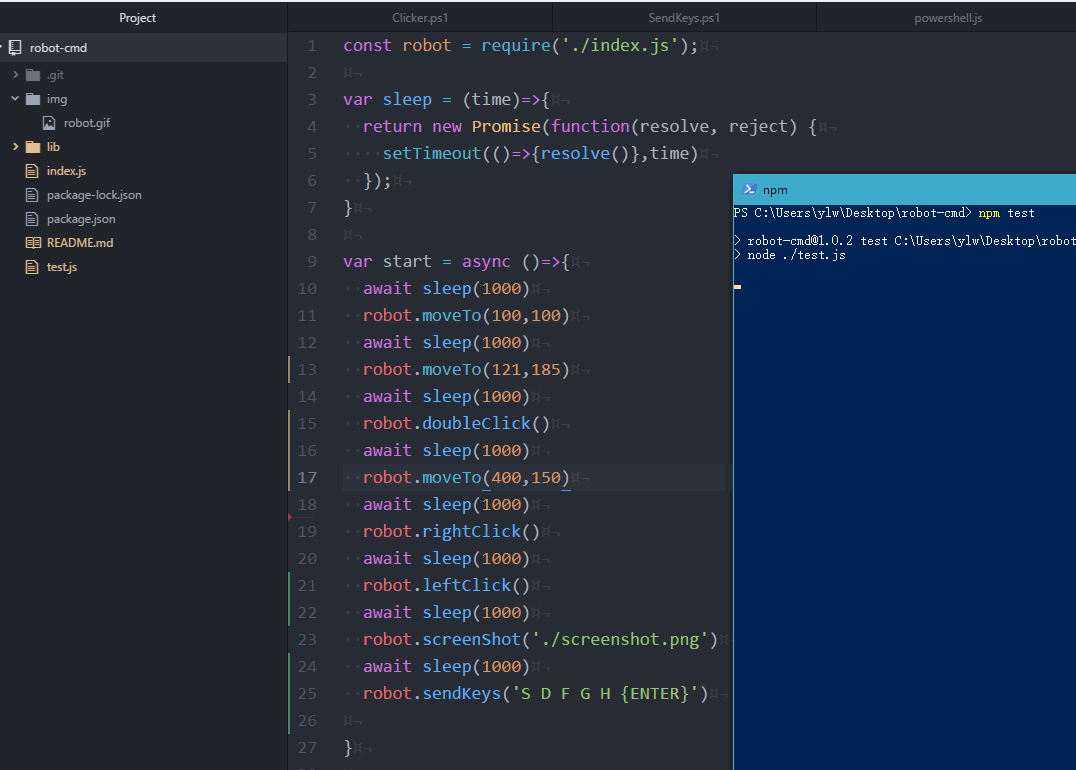 Project
Clicker.ps1
SendKeys.ps1
powershell.js
robot-cmd
.git
img
robot.gif
lib
index.js
package-lock.json
package.json
README.md
test.js
1 const robot = require('./index.js');
2
3 var sleep = (time)=>{
4   return new Promise(function(resolve, reject) {
5     setTimeout(()=>{resolve()},time)
6   });
7 }
8
9 var start = async ()=>{
10   await sleep(1000)
11   robot.moveTo(100,100)
12   await sleep(1000)
13   robot.moveTo(121,185)
14   await sleep(1000)
15   robot.doubleClick()
16   await sleep(1000)
17   robot.moveTo(400,150)
18   await sleep(1000)
19   robot.rightClick()
20   await sleep(1000)
21   robot.leftClick()
22   await sleep(1000)
23   robot.screenShot('./screenshot.png')
24   await sleep(1000)
25   robot.sendKeys('S D F G H {ENTER}')
26
27 }
npm
PS C:\Users\ylw\Desktop\robot-cmd> npm test
> robot-cmd@1.0.2 test C:\Users\ylw\Desktop\robot
> node ./test.js